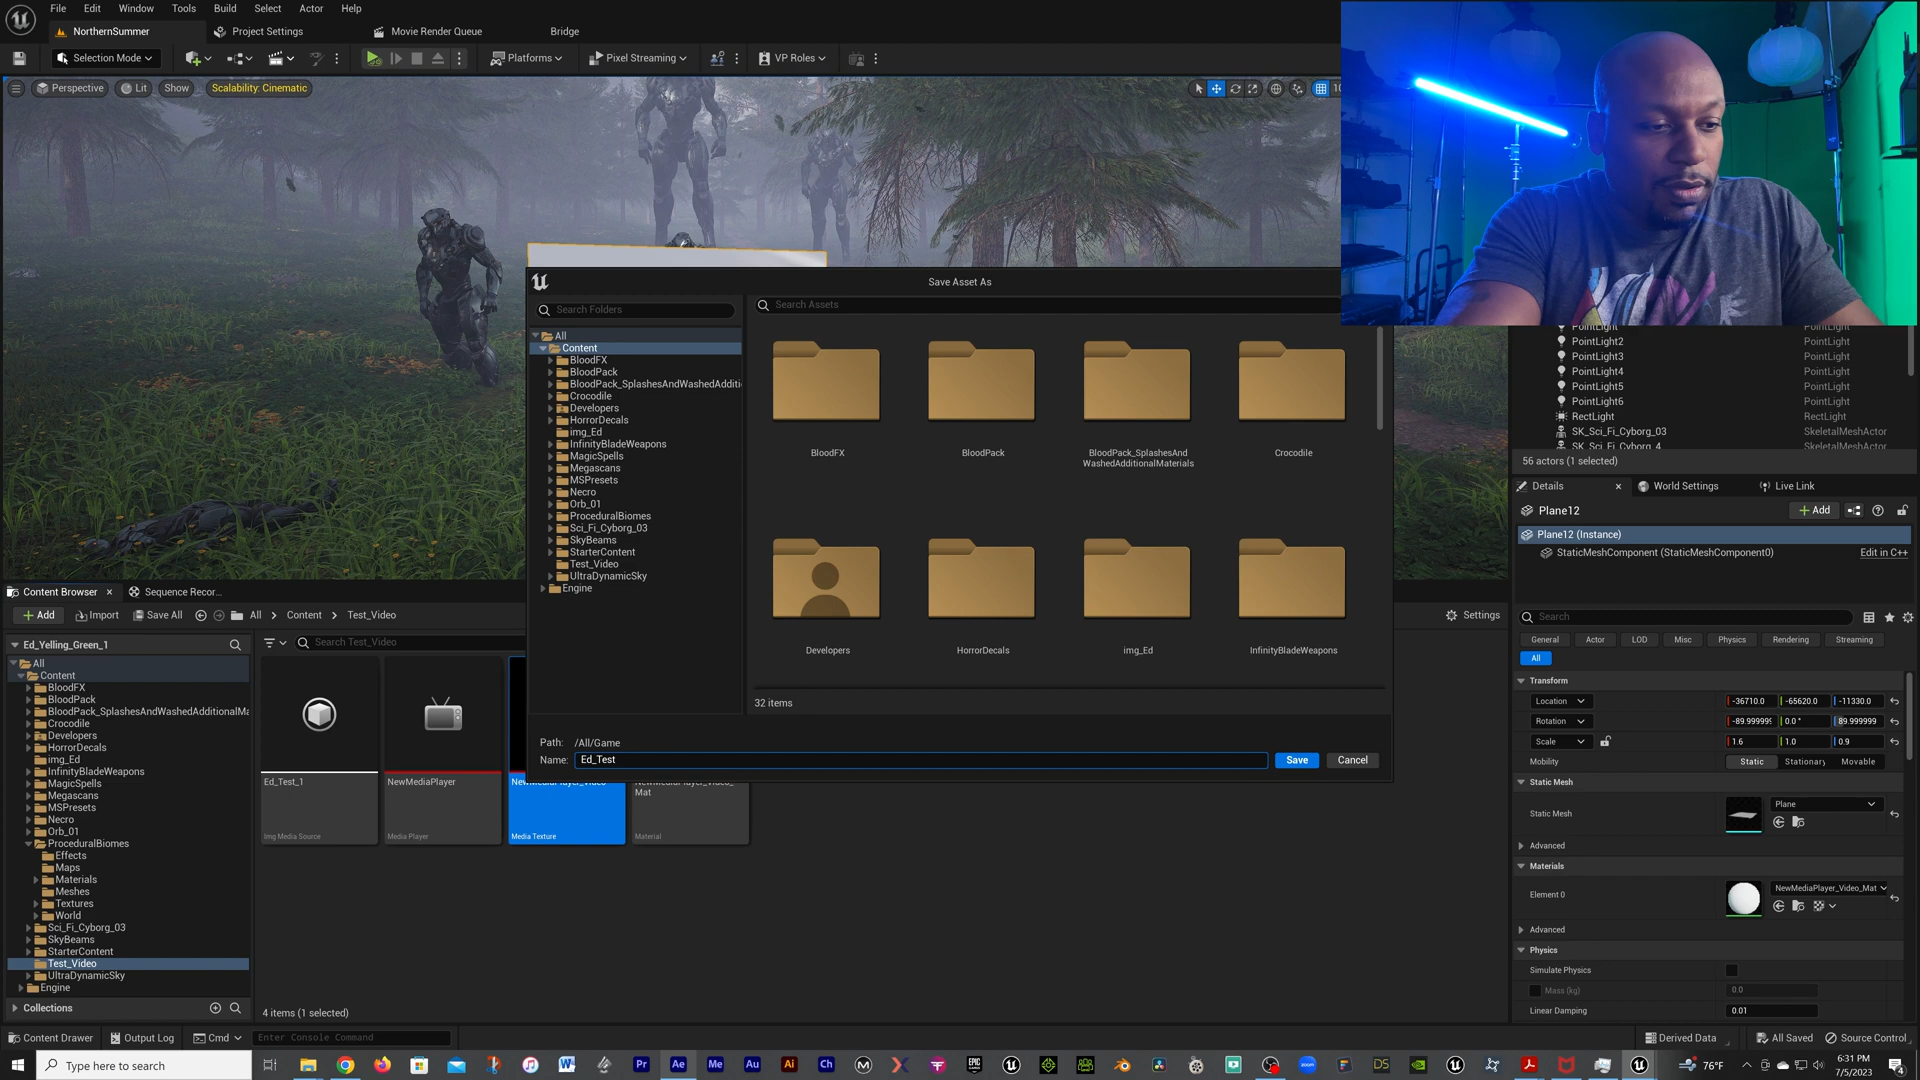 File Edit Window Tools Build Select Actor Help
NorthernSummer Project Settings Movie Render Queue Bridge
Selection Mode Platforms Pixel Streaming VP Roles
Perspective Lit Show Scalability: Cinematic
Save Asset As
Search Folders
Search Assets
All
Content
BloodFX
BloodPack
BloodPack_SplashesAndWashedAdditi
Crocodile
Developers
HorrorDecals
img_Ed
InfinityBladeWeapons
MagicSpells
Megascans
MSPresets
Necro
Orb_01
ProceduralBiomes
Sci_Fi_Cyborg_03
SkyBeams
StarterContent
Test_Video
UltraDynamicSky
Engine
BloodFX BloodPack BloodPack_SplashesAnd Crocodile
WashedAdditionalMaterials
Developers HorrorDecals img_Ed InfinityBladeWeapons
32 items
Path: /All/Game
Name: Ed_Test Save Cancel
PointLight PointLight
PointLight2 PointLight
PointLight3 PointLight
PointLight4 PointLight
PointLight5 PointLight
PointLight6 PointLight
RectLight RectLight
SK_Sci_Fi_Cyborg_03 SkeletalMeshActor
SK_Sci_Fi_Cyborg_4 SkeletalMeshActor
56 actors (1 selected)
Details World Settings Live Link
Plane12 Add
Plane12 (Instance)
StaticMeshComponent (StaticMeshComponent0) Edit in C++
Search
General Actor LOD Misc Physics Rendering Streaming
All
Transform
Location -36710.0 -65620.0 -11330.0
Rotation -89.999999 0.0 ° 89.999999
Scale 1.6 1.0 0.9
Mobility Static Stationary Movable
Static Mesh
Static Mesh Plane
Advanced
Materials
Element 0 NewMediaPlayer_Video_Mat
Advanced
Physics
Simulate Physics
Mass (kg) 0.0
Linear Damping 0.01
Content Browser Sequence Recor...
Add Import Save All All Content Test_Video Settings
Ed_Yelling_Green_1
Search Test_Video
All
Content
BloodFX
BloodPack
BloodPack_SplashesAndWashedAdditionalMa
Crocodile
Developers
HorrorDecals
img_Ed
InfinityBladeWeapons
MagicSpells
Megascans
MSPresets
Necro
Orb_01
ProceduralBiomes
Effects
Maps
Materials
Meshes
Textures
World
Sci_Fi_Cyborg_03
SkyBeams
StarterContent
Test_Video
UltraDynamicSky
Engine
Collections
Ed_Test_1 NewMediaPlayer NewMediaPlayer_Video NewMediaPlayer_Video_
Mat
Img Media Source Media Player Media Texture Material
4 items (1 selected)
Content Drawer Output Log Cmd Enter Console Command Derived Data All Saved Source Control
Type here to search
76°F
6:31 PM
7/5/2023